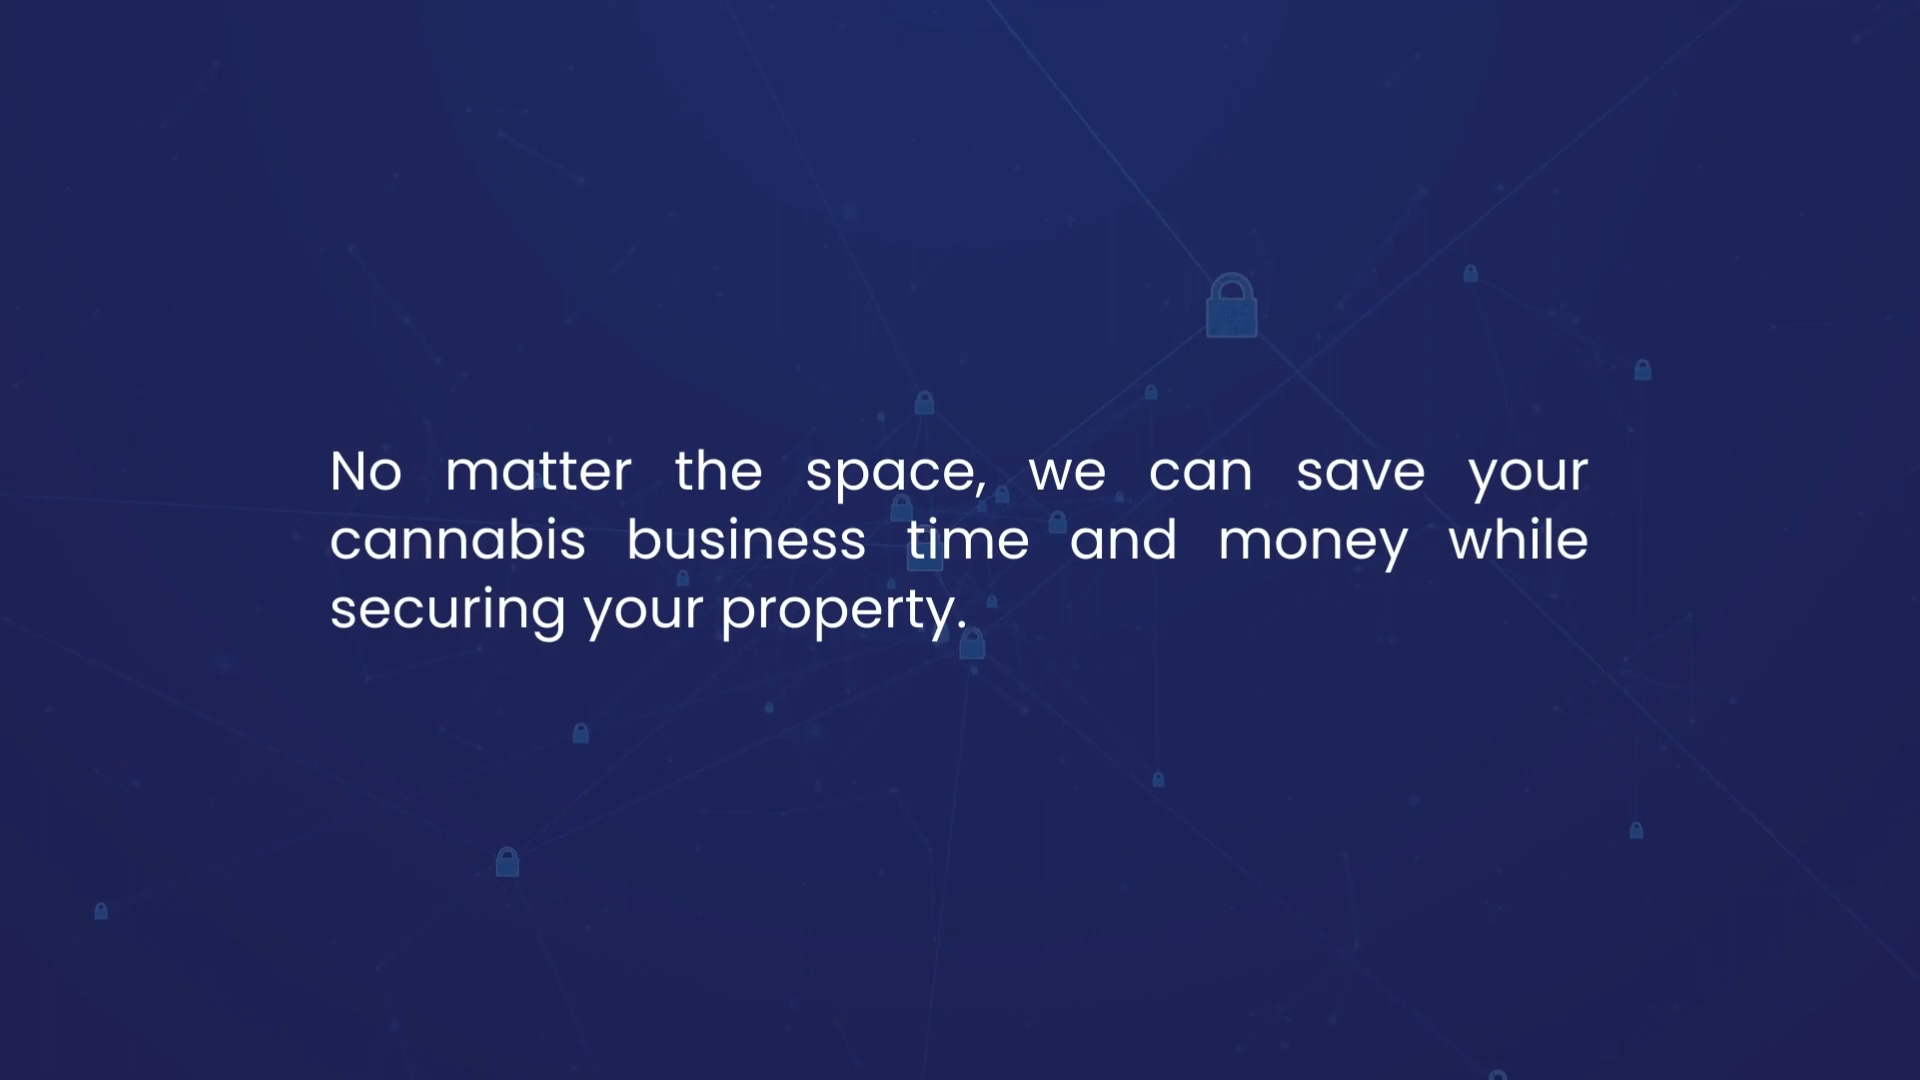 No matter the space, we can save your
cannabis business time and money while
securing your property.